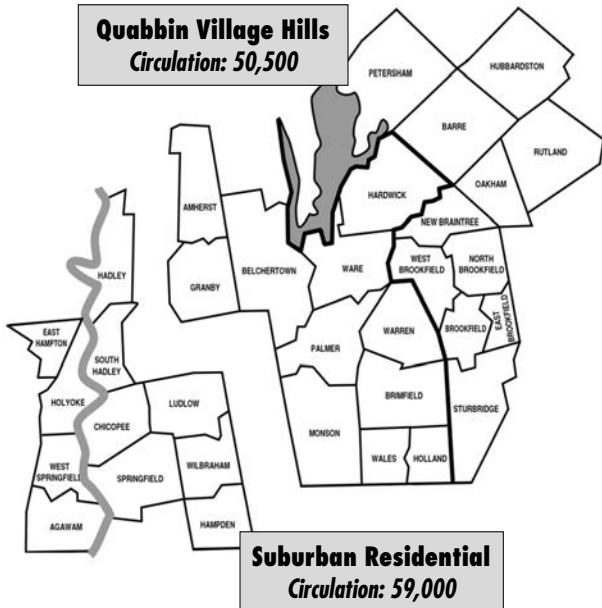 Quabbin Village Hills
Circulation: 50,500
PETERSHAM
HUBBARDSTON
BARRE
RUTLAND
HARDWICK
OAKHAM
AMHERST
NEW BRAINTREE
HADLEY
GRANBY
BELCHERTOWN
WARE
WEST
BROOKFIELD
NORTH
BROOKFIELD
EAST
HAMPTON
SOUTH
HADLEY
PALMER
WARREN
BROOKFIELD
EAST
BROOKFIELD
HOLYOKE
CHICOPEE
LUDLOW
BRIMFIELD
STURBRIDGE
MONSON
WEST
SPRINGFIELD
SPRINGFIELD
WILBRAHAM
WALES
HOLLAND
AGAWAM
HAMPDEN
Suburban Residential
Circulation: 59,000